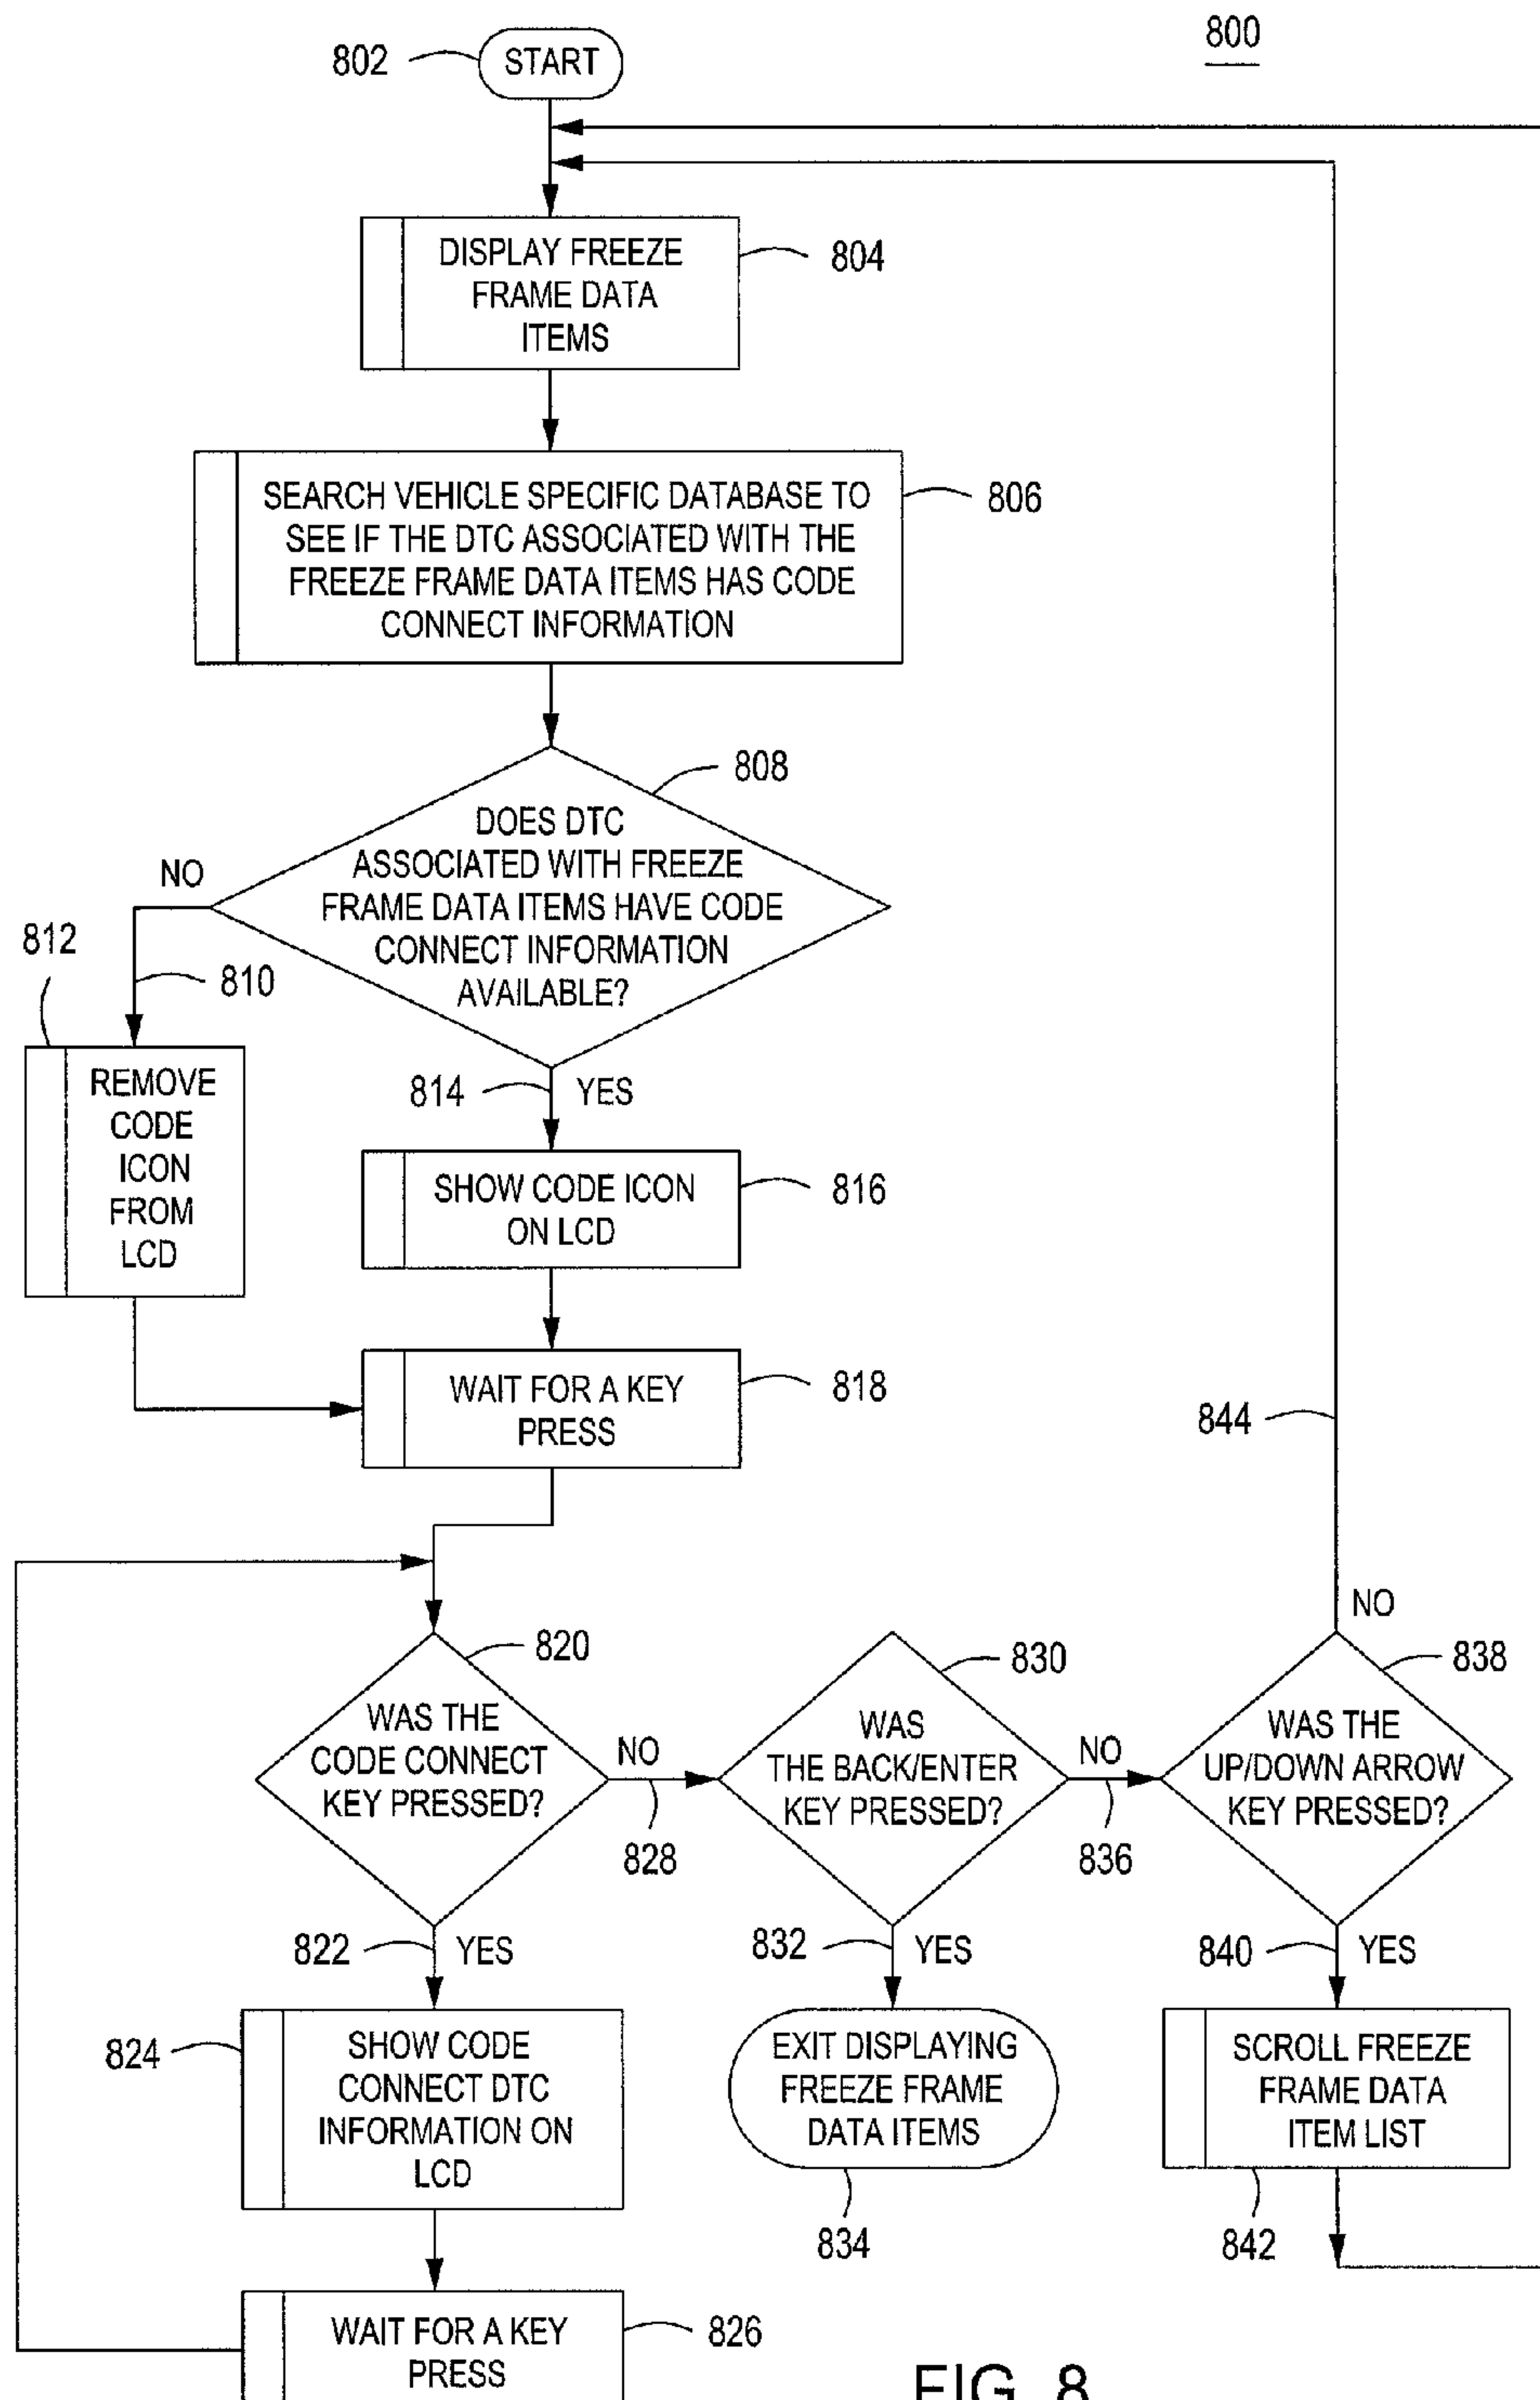 800
802
START
DISPLAY FREEZE
FRAME DATA
ITEMS
804
SEARCH VEHICLE SPECIFIC DATABASE TO
SEE IF THE DTC ASSOCIATED WITH THE
FREEZE FRAME DATA ITEMS HAS CODE
CONNECT INFORMATION
806
808
DOES DTC
ASSOCIATED WITH FREEZE
FRAME DATA ITEMS HAVE CODE
CONNECT INFORMATION
AVAILABLE?
NO
810
812
REMOVE
CODE
ICON
FROM
LCD
814
YES
SHOW CODE ICON
ON LCD
816
WAIT FOR A KEY
PRESS
818
820
WAS THE
CODE CONNECT
KEY PRESSED?
NO
828
830
WAS
THE BACK/ENTER
KEY PRESSED?
NO
836
838
WAS THE
UP/DOWN ARROW
KEY PRESSED?
NO
844
822
YES
824
SHOW CODE
CONNECT DTC
INFORMATION ON
LCD
832
YES
EXIT DISPLAYING
FREEZE FRAME
DATA ITEMS
834
840
YES
SCROLL FREEZE
FRAME DATA
ITEM LIST
842
WAIT FOR A KEY
PRESS
826
FIG. 8